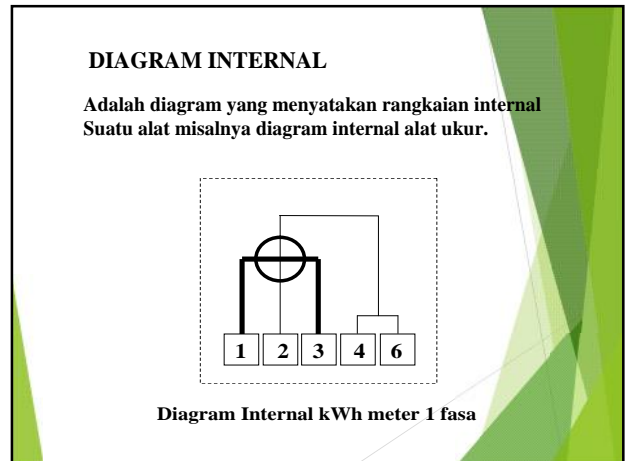 DIAGRAM INTERNAL
Adalah diagram yang menyatakan rangkaian internal
Suatu alat misalnya diagram internal alat ukur.
1 2 3 4 6
Diagram Internal kWh meter 1 fasa